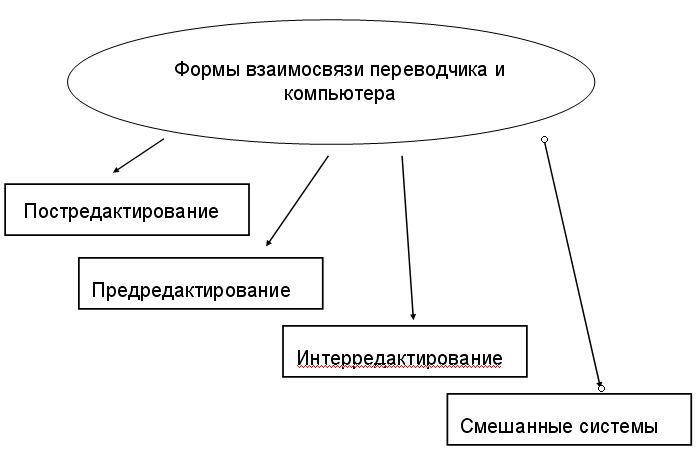 Формы взаимосвязи переводчика и
компьютера
Постредактирование
Предредактирование
Интерредактирование
Смешанные системы